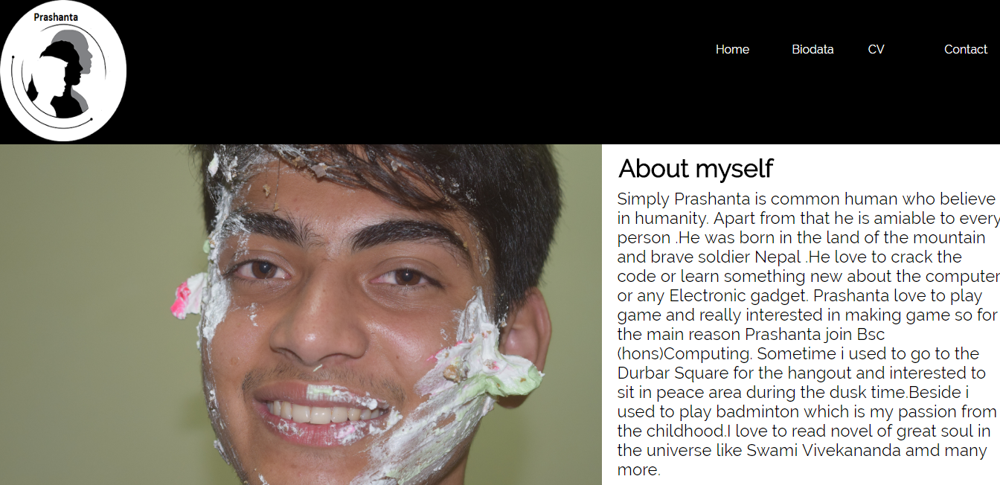 Prashanta
Home Biodata CV Contact
About myself
Simply Prashanta is common human who believe
in humanity. Apart from that he is amiable to every
person .He was born in the land of the mountain
and brave soldier Nepal .He love to crack the
code or learn something new about the computer
or any Electronic gadget. Prashanta love to play
game and really interested in making game so for
the main reason Prashanta join Bsc
(hons)Computing. Sometime i used to go to the
Durbar Square for the hangout and interested to
sit in peace area during the dusk time.Beside i
used to play badminton which is my passion from
the childhood.I love to read novel of great soul in
the universe like Swami Vivekananda amd many
more.